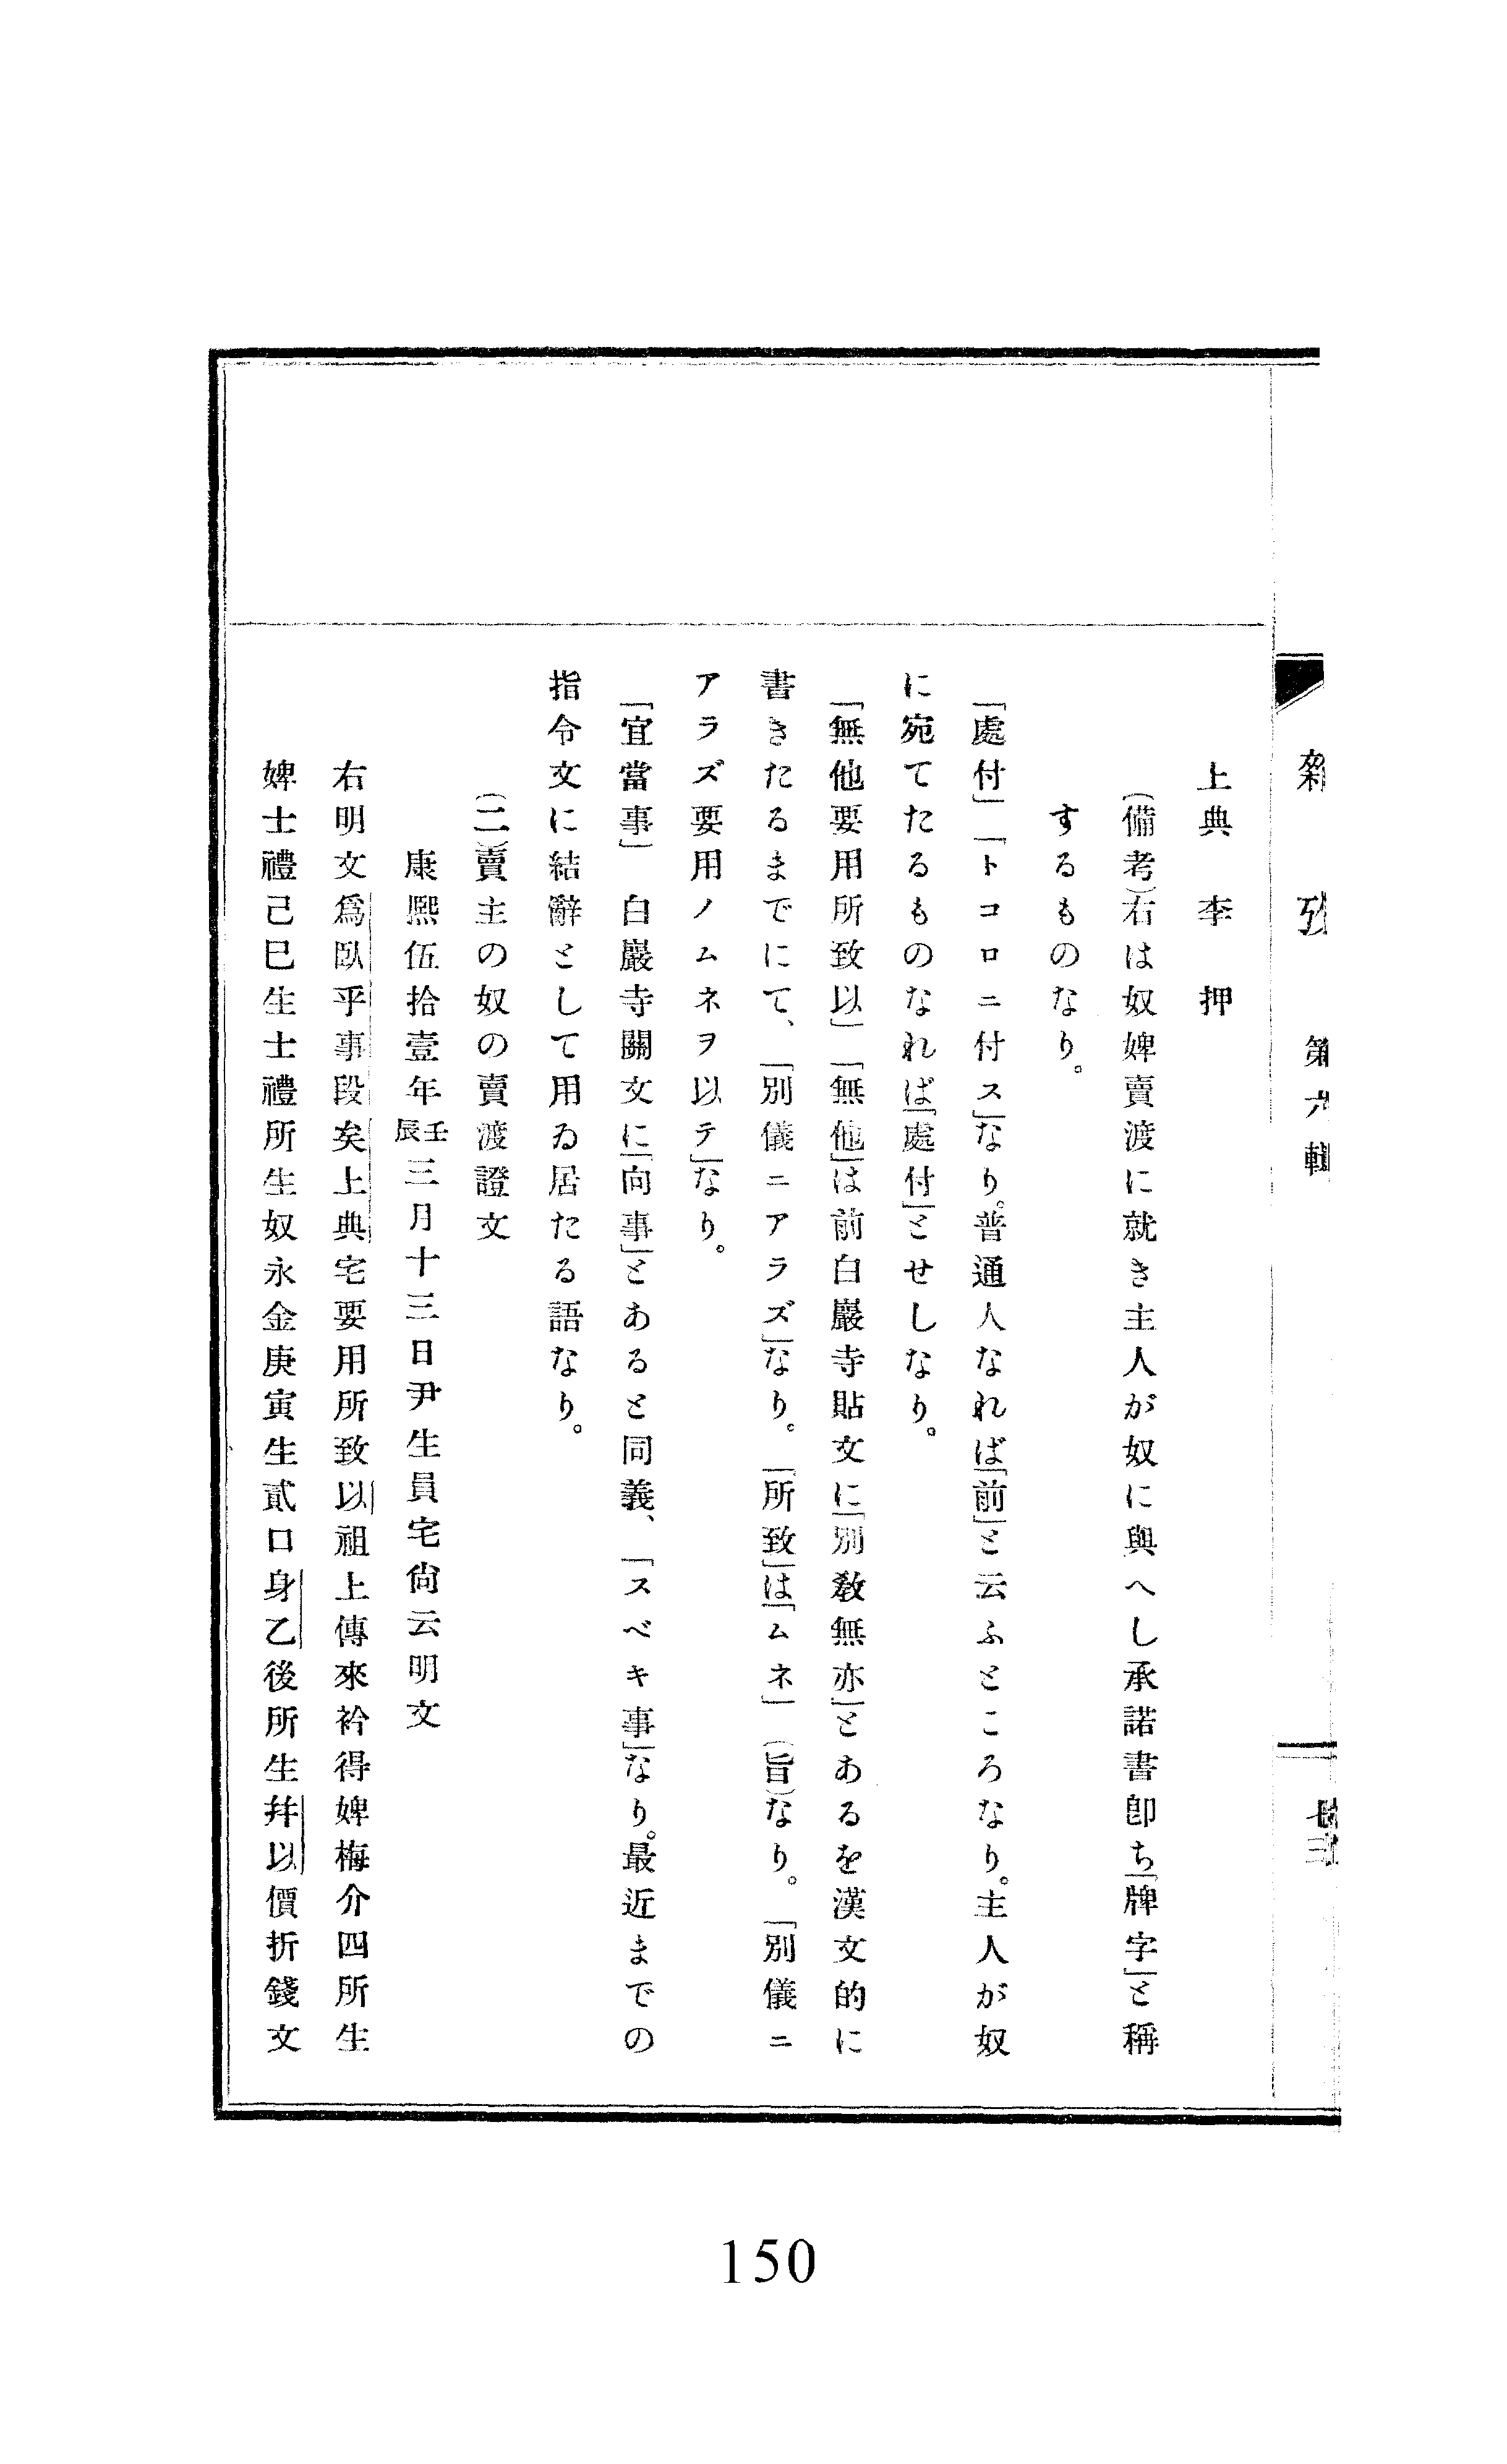 雜攷　第六輯
七三
上典　李　押
(備考)右は奴婢賣渡に就き主人が奴に與へし承諾書卽ち「牌字」と稱
するものなり。
「處付」「トコロニ付ス」なり。普通人なれば「前」と云ふところなり。主人が奴
に宛てたるものなれば「處付」とせしなり。
「無他要用所致以」「無他」は前白巖寺貼文に「別教無亦」とあるを漢文的に
書きたるまでにて、「別儀ニアラズ」なり。「所致」は「ムネ」(旨)なり。「別儀ニ
アラズ要用ノムネヲ以テ」なり。
「宜當事」　白巖寺關文に「向事」とあると同義、「スベキ事」なり。最近までの
指令文に結辭として用ゐ居たる語なり。
(二)賣主の奴の賣渡證文
康熙伍拾壹年壬辰三月十三日尹生員宅尙云明文
右明文爲臥乎事段矣上典宅要用所致以祖上傳來衿得婢梅介四所生
婢士禮己巳生士禮所生奴永金庚寅生貳口身乙後所生幷以價折錢文
150